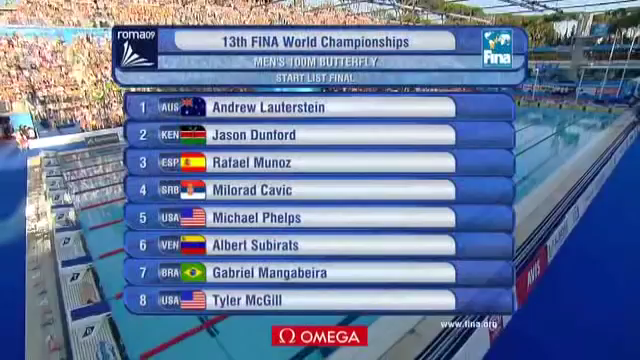 roma09
13th FINA World Championships
fina
MEN'S 100M BUTTERFLY
START LIST FINAL
1 AUS Andrew Lauterstein
2 KEN Jason Dunford
3 ESP Rafael Munoz
4 SRB Milorad Cavic
5 USA Michael Phelps
6 VEN Albert Subirats
7 BRA Gabriel Mangabeira
8 USA Tyler McGill
AVIS
www.fina.org
Ω OMEGA